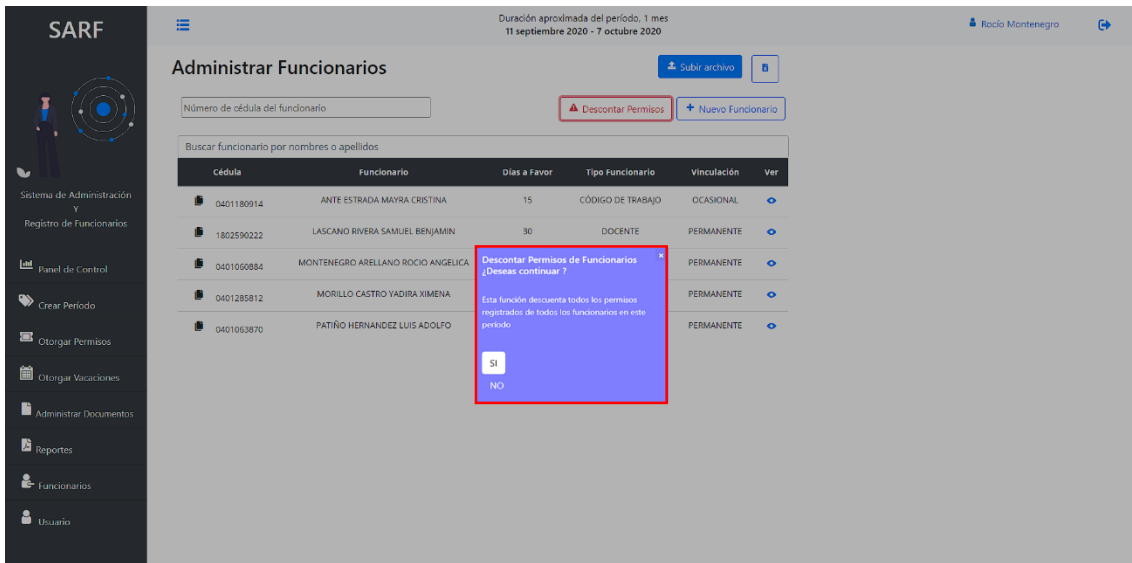 SARF
Duración aproximada del período, 1 mes
11 septiembre 2020 - 7 octubre 2020
Rocío Montenegro
Administrar Funcionarios
Subir archivo
Número de cédula del funcionario
Descontar Permisos
Nuevo Funcionario
Buscar funcionario por nombres o apellidos
Cédula Funcionario Días a Favor Tipo Funcionario Vinculación Ver
0401180914 ANTE ESTRADA MAYRA CRISTINA 15 CÓDIGO DE TRABAJO OCASIONAL
1802590222 LASCANO RIVERA SAMUEL BENJAMIN 30 DOCENTE PERMANENTE
0401060884 MONTENEGRO ARELLANO ROCIO ANGELICA PERMANENTE
0401285812 MORILLO CASTRO YADIRA XIMENA PERMANENTE
0401063870 PATIÑO HERNANDEZ LUIS ADOLFO PERMANENTE
Descontar Permisos de Funcionarios
¿Deseas continuar ?
Esta función descuenta todos los permisos
registrados de todos los funcionarios en este
período
SI
NO
Sistema de Administración
Y
Registro de Funcionarios
Panel de Control
Crear Período
Otorgar Permisos
Otorgar Vacaciones
Administrar Documentos
Reportes
Funcionarios
Usuario